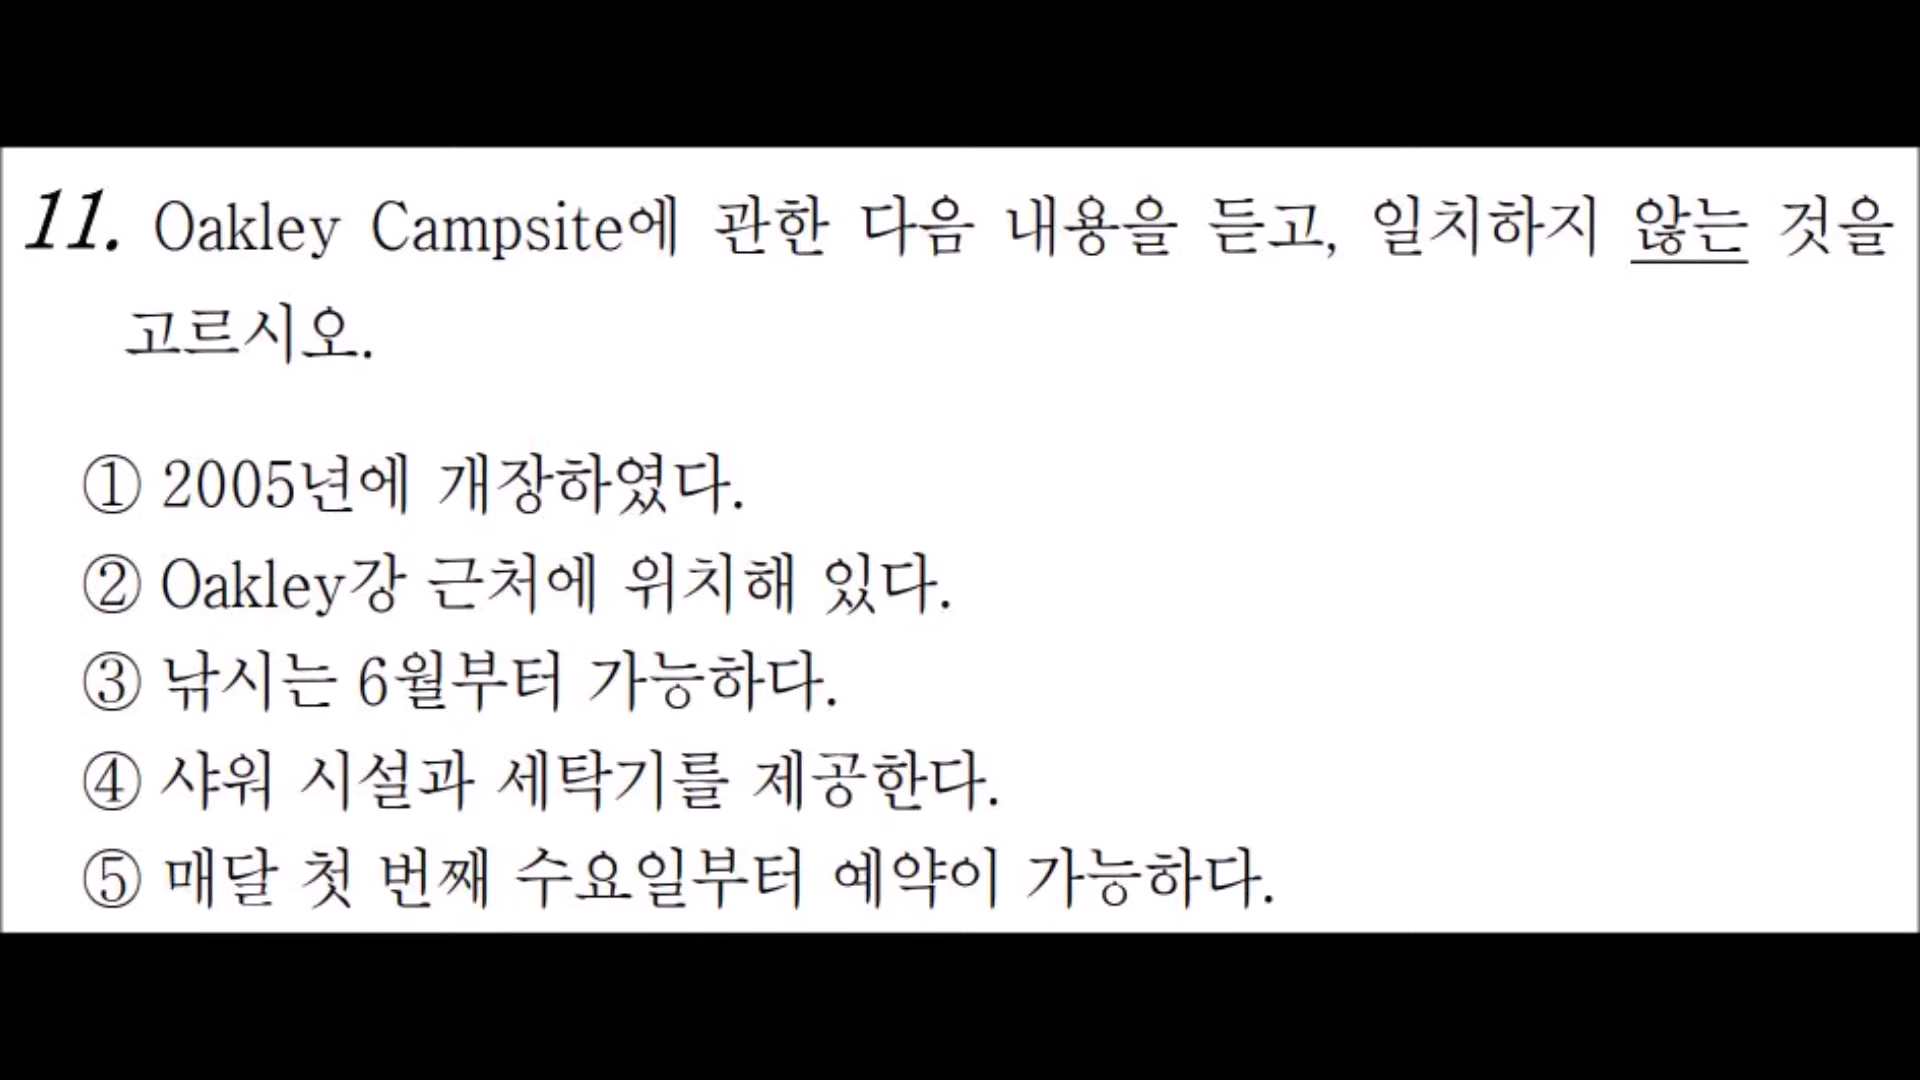 11. Oakley Campsite에 관한 다음 내용을 듣고, 일치하지 않는 것을
고르시오.
① 2005년에 개장하였다.
② Oakley강 근처에 위치해 있다.
③ 낚시는 6월부터 가능하다.
④ 샤워 시설과 세탁기를 제공한다.
⑤ 매달 첫 번째 수요일부터 예약이 가능하다.